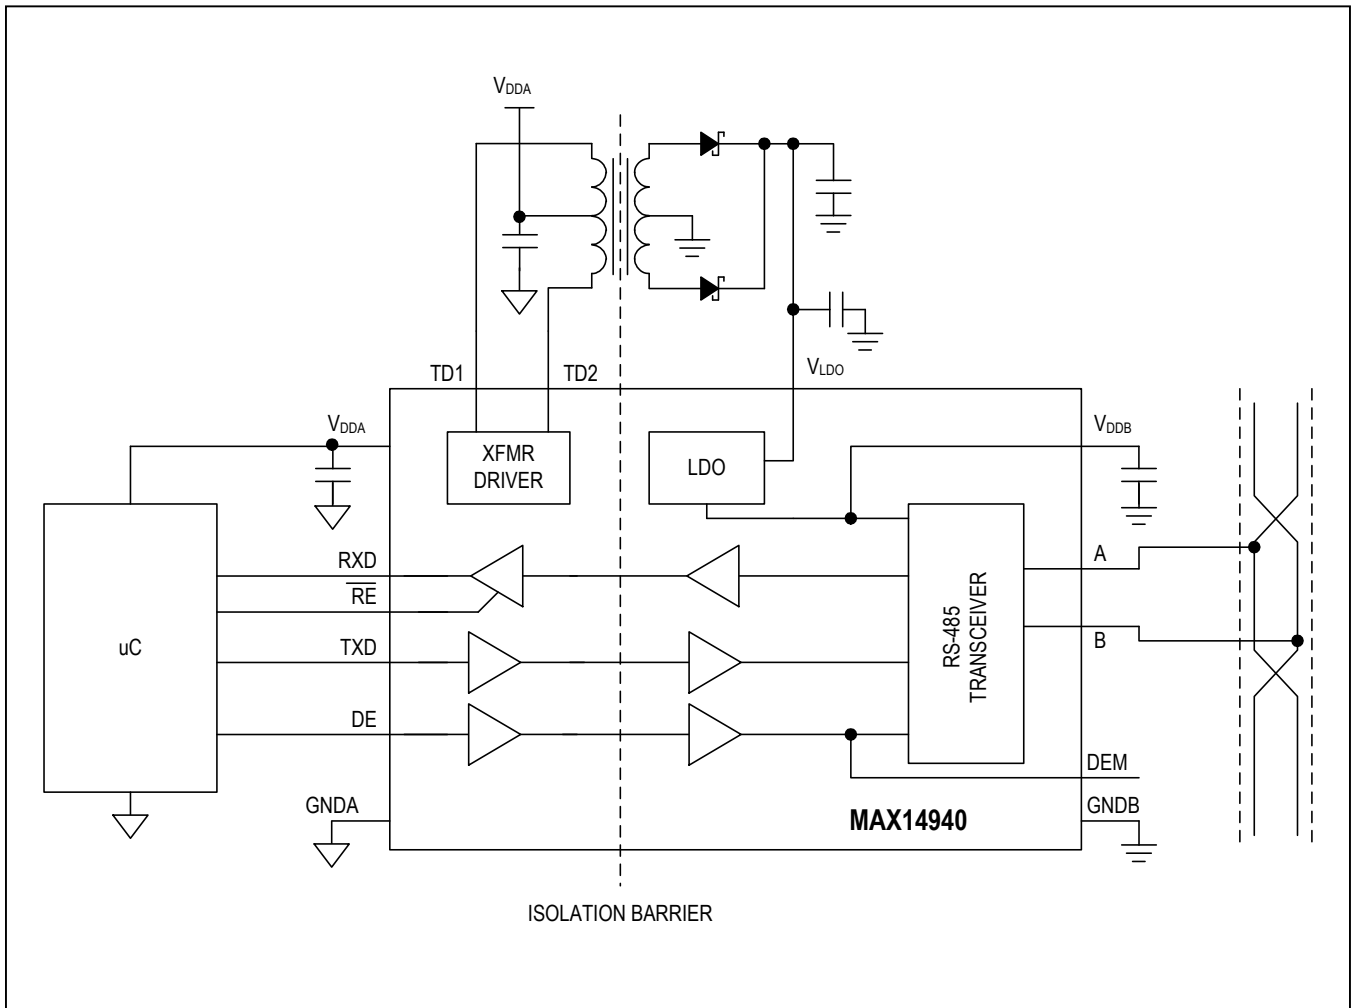 VDDA
TD1
TD2
VLDO
VDDA
XFMR
DRIVER
LDO
VDDB
RXD
RE
TXD
DE
uC
RS-485
TRANSCEIVER
A
B
DEM
GNDA
GNDB
MAX14940
ISOLATION BARRIER